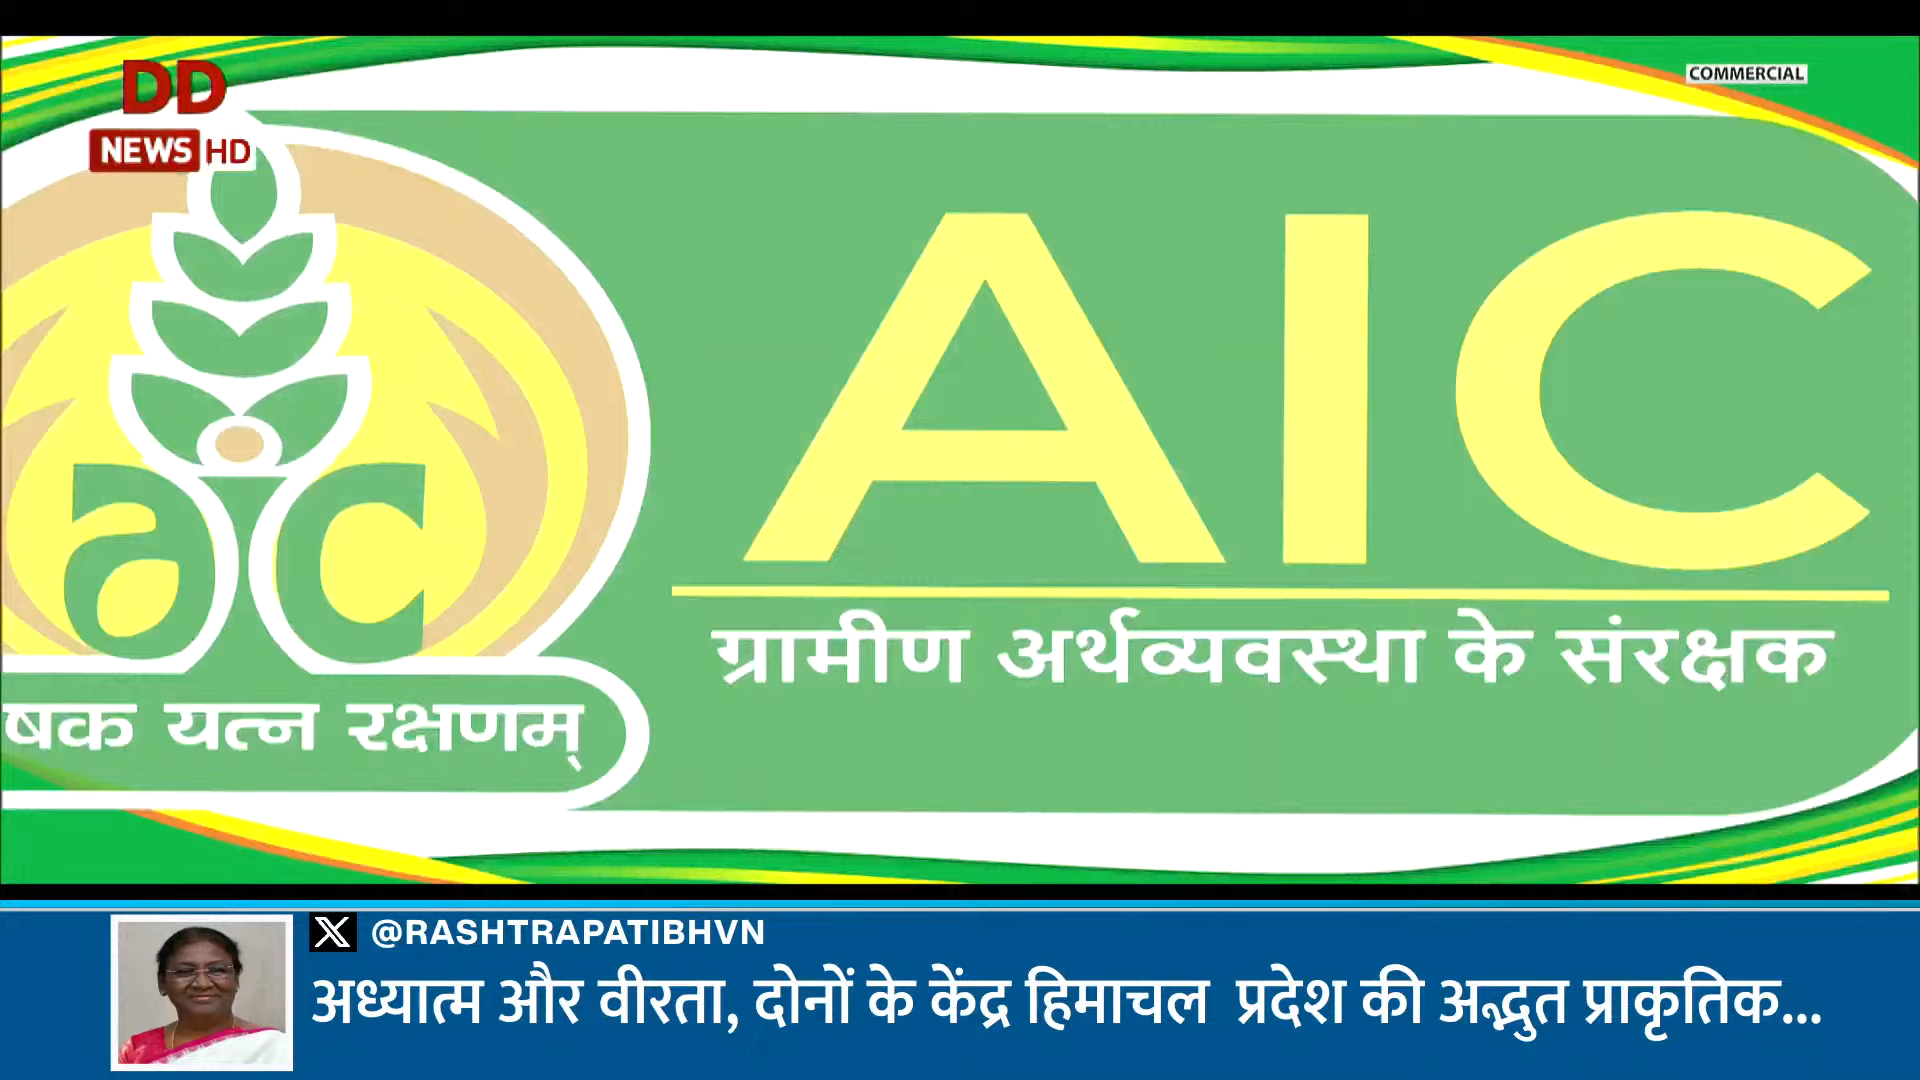 DD
NEWS HD
COMMERCIAL
AIC
ग्रामीण अर्थव्यवस्था के संरक्षक
aic
षक यत्न रक्षणम्
@RASHTRAPATIBHVN
अध्यात्म और वीरता, दोनों के केंद्र हिमाचल प्रदेश की अद्भुत प्राकृतिक...